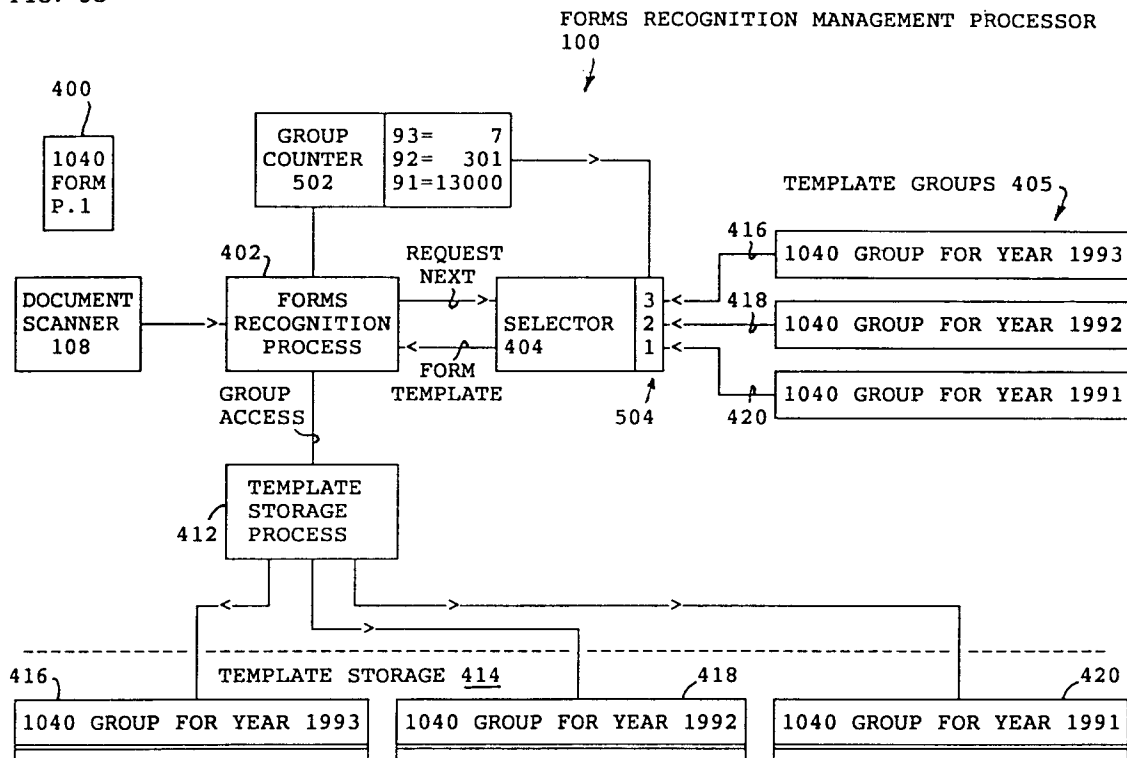 FORMS RECOGNITION MANAGEMENT PROCESSOR
100
400
1040
FORM
P.1
GROUP
COUNTER
502
93= 7
92= 301
91=13000
TEMPLATE GROUPS 405
416
1040 GROUP FOR YEAR 1993
418
1040 GROUP FOR YEAR 1992
420
1040 GROUP FOR YEAR 1991
402
REQUEST
NEXT
DOCUMENT
SCANNER
108
FORMS
RECOGNITION
PROCESS
SELECTOR
404
3
2
1
504
FORM
TEMPLATE
GROUP
ACCESS
TEMPLATE
STORAGE
PROCESS
412
TEMPLATE STORAGE 414
416
1040 GROUP FOR YEAR 1993
418
1040 GROUP FOR YEAR 1992
420
1040 GROUP FOR YEAR 1991